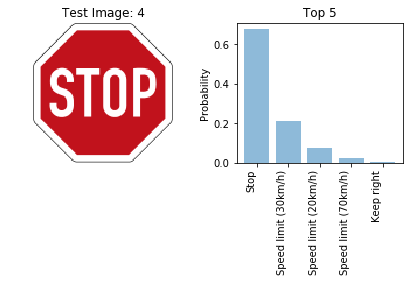 Test Image: 4
STOP
Top 5
Probability
0.6
0.4
0.2
0.0
Stop
Speed limit (30km/h)
Speed limit (20km/h)
Speed limit (70km/h)
Keep right